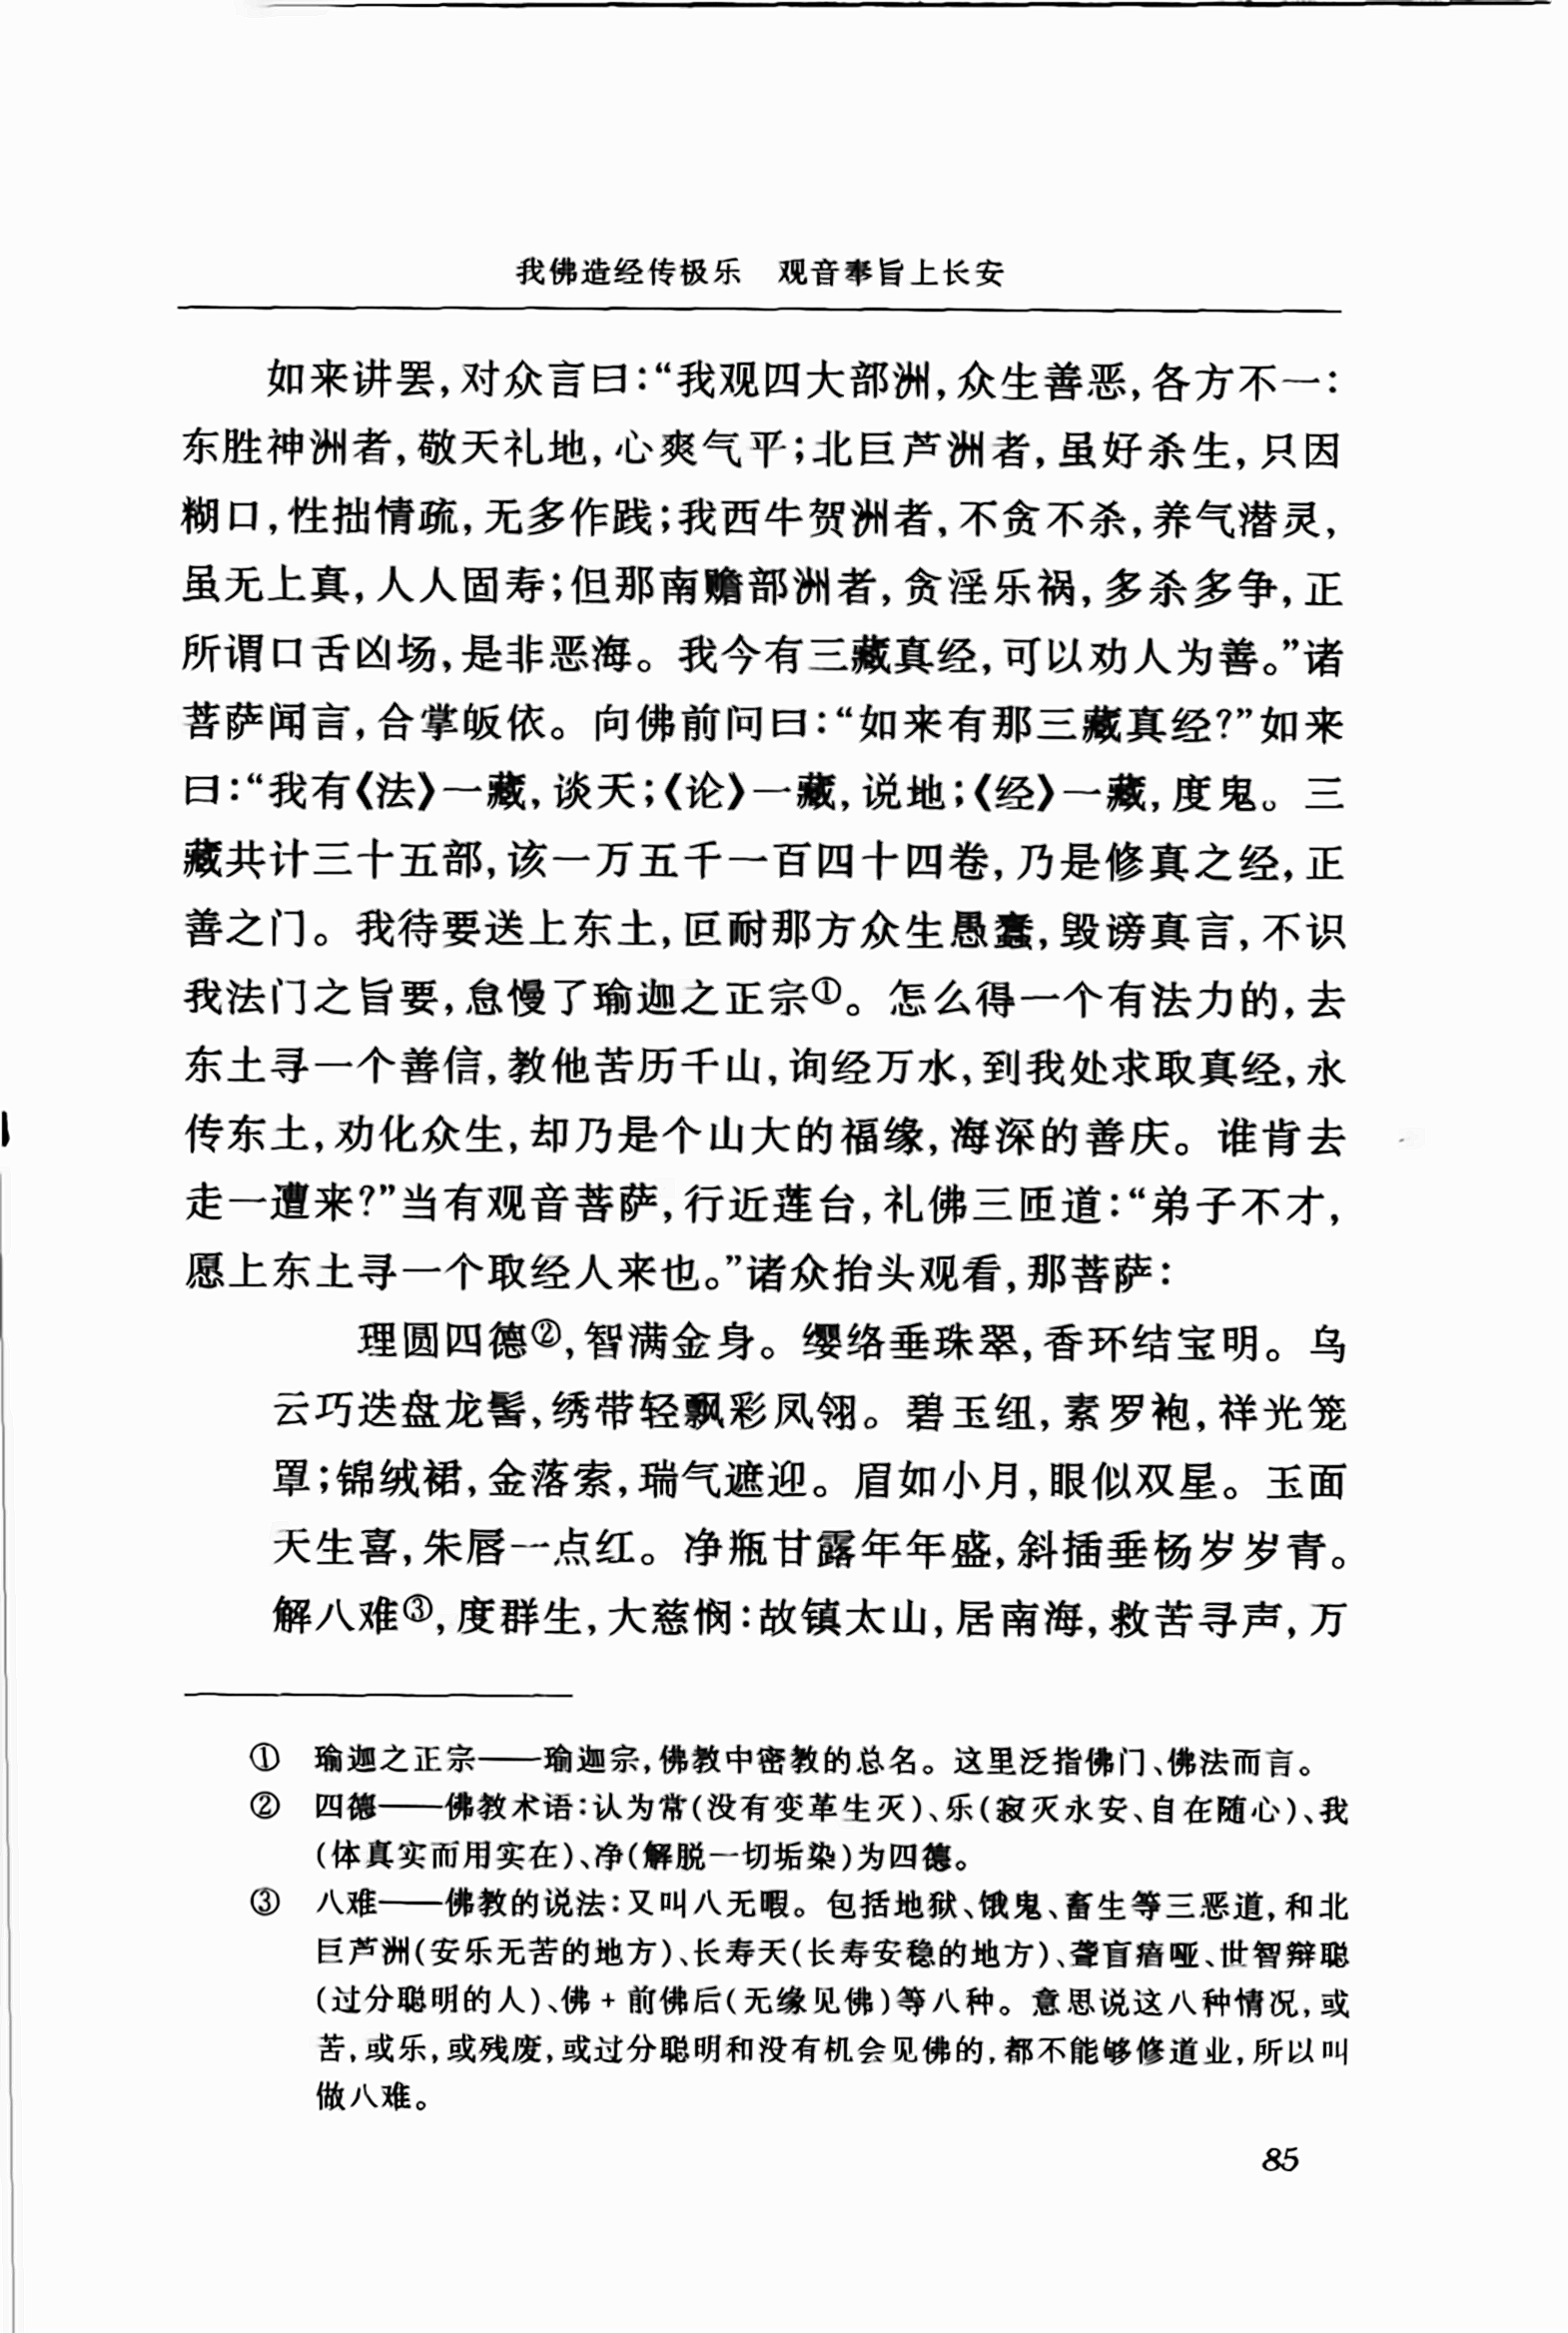 我佛造经传极乐　观音奉旨上长安
如来讲罢,对众言曰:“我观四大部洲,众生善恶,各方不一:
东胜神洲者,敬天礼地,心爽气平;北巨芦洲者,虽好杀生,只因
糊口,性拙情疏,无多作践;我西牛贺洲者,不贪不杀,养气潜灵,
虽无上真,人人固寿;但那南赡部洲者,贪淫乐祸,多杀多争,正
所谓口舌凶场,是非恶海。我今有三藏真经,可以劝人为善。”诸
菩萨闻言,合掌皈依。向佛前问曰:“如来有那三藏真经?”如来
曰:“我有《法》一藏,谈天;《论》一藏,说地;《经》一藏,度鬼。三
藏共计三十五部,该一万五千一百四十四卷,乃是修真之经,正
善之门。我待要送上东土,叵耐那方众生愚蠢,毁谤真言,不识
我法门之旨要,怠慢了瑜迦之正宗①。怎么得一个有法力的,去
东土寻一个善信,教他苦历千山,询经万水,到我处求取真经,永
传东土,劝化众生,却乃是个山大的福缘,海深的善庆。谁肯去
走一遭来?”当有观音菩萨,行近莲台,礼佛三匝道:“弟子不才,
愿上东土寻一个取经人来也。”诸众抬头观看,那菩萨:
理圆四德②,智满金身。缨络垂珠翠,香环结宝明。乌
云巧迭盘龙髻,绣带轻飘彩凤翎。碧玉纽,素罗袍,祥光笼
罩;锦绒裙,金落索,瑞气遮迎。眉如小月,眼似双星。玉面
天生喜,朱唇一点红。净瓶甘露年年盛,斜插垂杨岁岁青。
解八难③,度群生,大慈悯:故镇太山,居南海,救苦寻声,万
① 瑜迦之正宗——瑜迦宗,佛教中密教的总名。这里泛指佛门、佛法而言。
② 四德——佛教术语:认为常(没有变革生灭)、乐(寂灭永安、自在随心)、我
(体真实而用实在)、净(解脱一切垢染)为四德。
③ 八难——佛教的说法:又叫八无暇。包括地狱、饿鬼、畜生等三恶道,和北
巨芦洲(安乐无苦的地方)、长寿天(长寿安稳的地方)、聋盲瘖哑、世智辩聪
(过分聪明的人)、佛+前佛后(无缘见佛)等八种。意思说这八种情况,或
苦,或乐,或残废,或过分聪明和没有机会见佛的,都不能够修道业,所以叫
做八难。
85